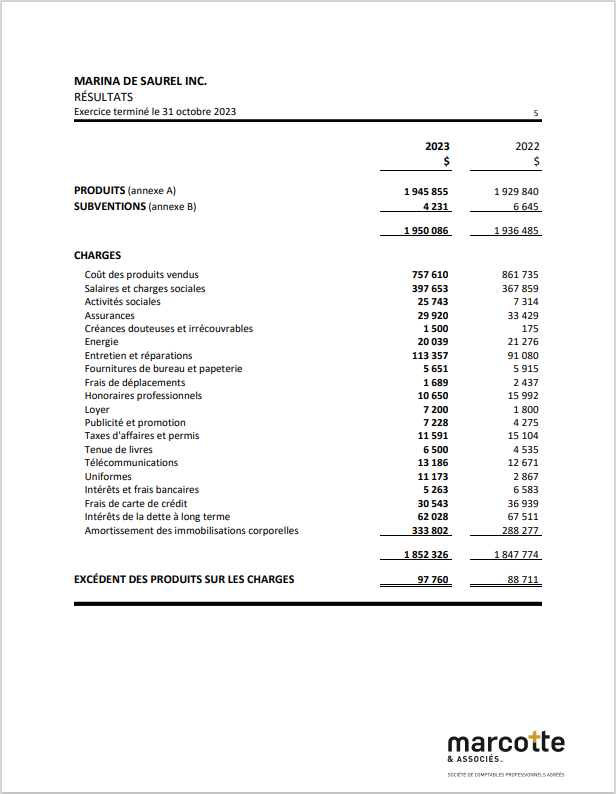 MARINA DE SAUREL INC.
RÉSULTATS
Exercice terminé le 31 octobre 2023 5
2023 2022
$ $
PRODUITS (annexe A) 1 945 855 1 929 840
SUBVENTIONS (annexe B) 4 231 6 645
1 950 086 1 936 485
CHARGES
Coût des produits vendus 757 610 861 735
Salaires et charges sociales 397 653 367 859
Activités sociales 25 743 7 314
Assurances 29 920 33 429
Créances douteuses et irrécouvrables 1 500 175
Energie 20 039 21 276
Entretien et réparations 113 357 91 080
Fournitures de bureau et papeterie 5 651 5 915
Frais de déplacements 1 689 2 437
Honoraires professionnels 10 650 15 992
Loyer 7 200 1 800
Publicité et promotion 7 228 4 275
Taxes d'affaires et permis 11 591 15 104
Tenue de livres 6 500 4 535
Télécommunications 13 186 12 671
Uniformes 11 173 2 867
Intérêts et frais bancaires 5 263 6 583
Frais de carte de crédit 30 543 36 939
Intérêts de la dette à long terme 62 028 67 511
Amortissement des immobilisations corporelles 333 802 288 277
1 852 326 1 847 774
EXCÉDENT DES PRODUITS SUR LES CHARGES 97 760 88 711
marcotte
& ASSOCIÉS
SOCIÉTÉ DE COMPTABLES PROFESSIONNELS AGRÉÉS